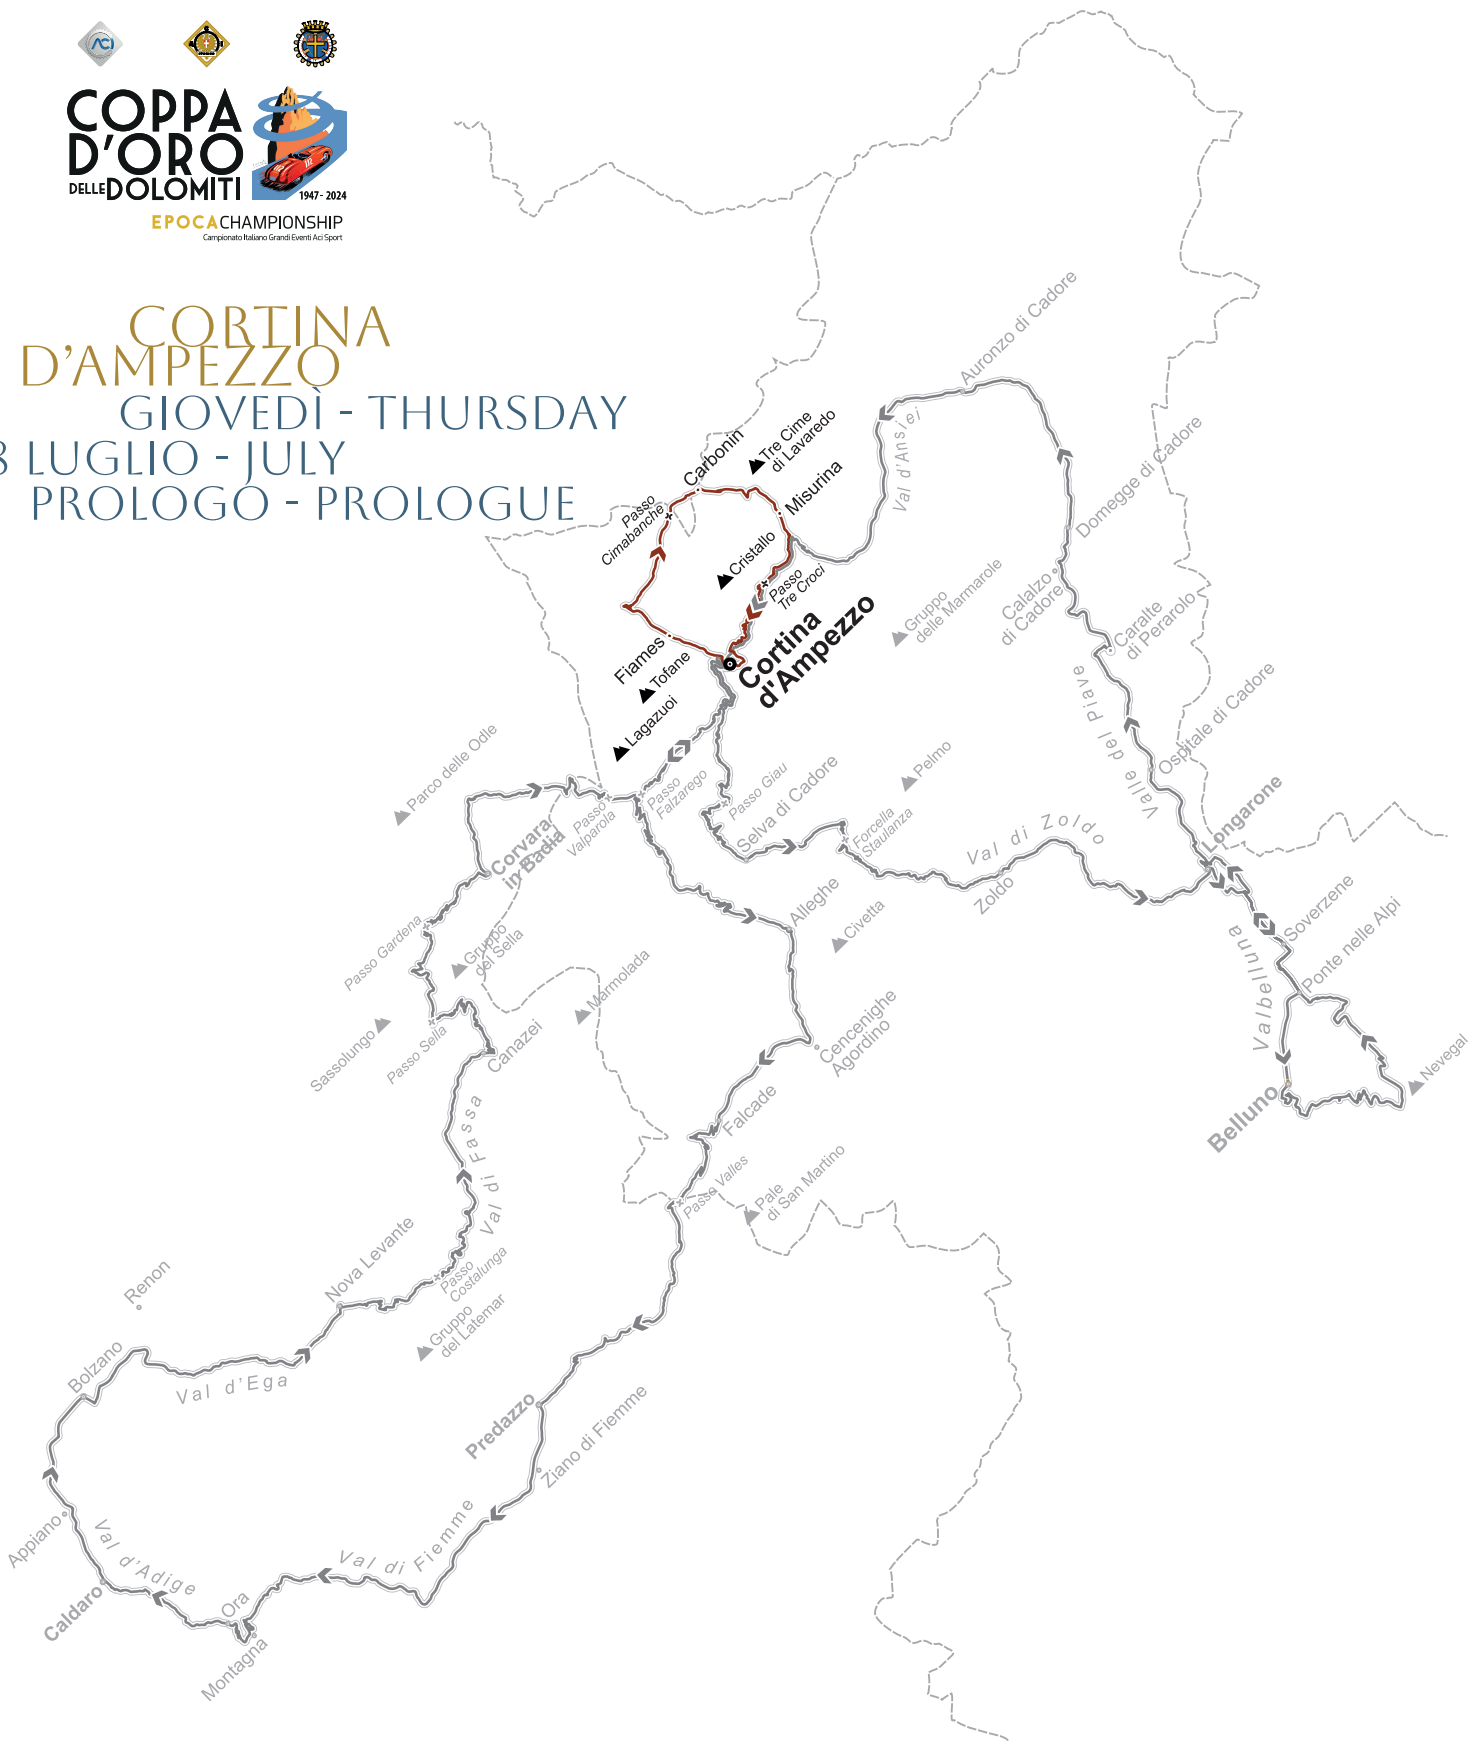 ACI
COPPA
D'ORO
DELLE DOLOMITI
112
1947 - 2024
EPOCA CHAMPIONSHIP
Campionato Italiano Grandi Eventi Aci Sport
CORTINA
D'AMPEZZO
GIOVEDÌ - THURSDAY
8 LUGLIO - JULY
PROLOGO - PROLOGUE
Auronzo di Cadore
Val d'Ansiei
Tre Cime
di Lavaredo
Carbonin
Misurina
Passo
Cimabanche
Cristallo
Passo
Tre Croci
Domegge di Cadore
Calalzo
di Cadore
Gruppo
delle Marmarole
Caralte
di Perarolo
Cortina
d'Ampezzo
Fiames
Tofane
Lagazuoi
Valle del Piave
Ospitale di Cadore
Parco delle Odle
Pelmo
Passo
Falzarego
Passo Giau
Selva di Cadore
Passo
Valparola
Forcella
Staulanza
Val di Zoldo
Longarone
Corvara
in Badia
Zoldo
Alleghe
Civetta
Soverzene
Ponte nelle Alpi
Valbelluna
Passo Gardena
Gruppo
del Sella
Marmolada
Sassolungo
Passo Sella
Canazei
Cencenighe
Agordino
Nevegal
Belluno
Falcade
Val di Fassa
Passo Valles
Pale
di San Martino
Nova Levante
Passo
Costalunga
Renon
Gruppo
del Latemar
Bolzano
Val d'Ega
Predazzo
Ziano di Fiemme
Val di Fiemme
Appiano
Val d'Adige
Caldaro
Ora
Montagna